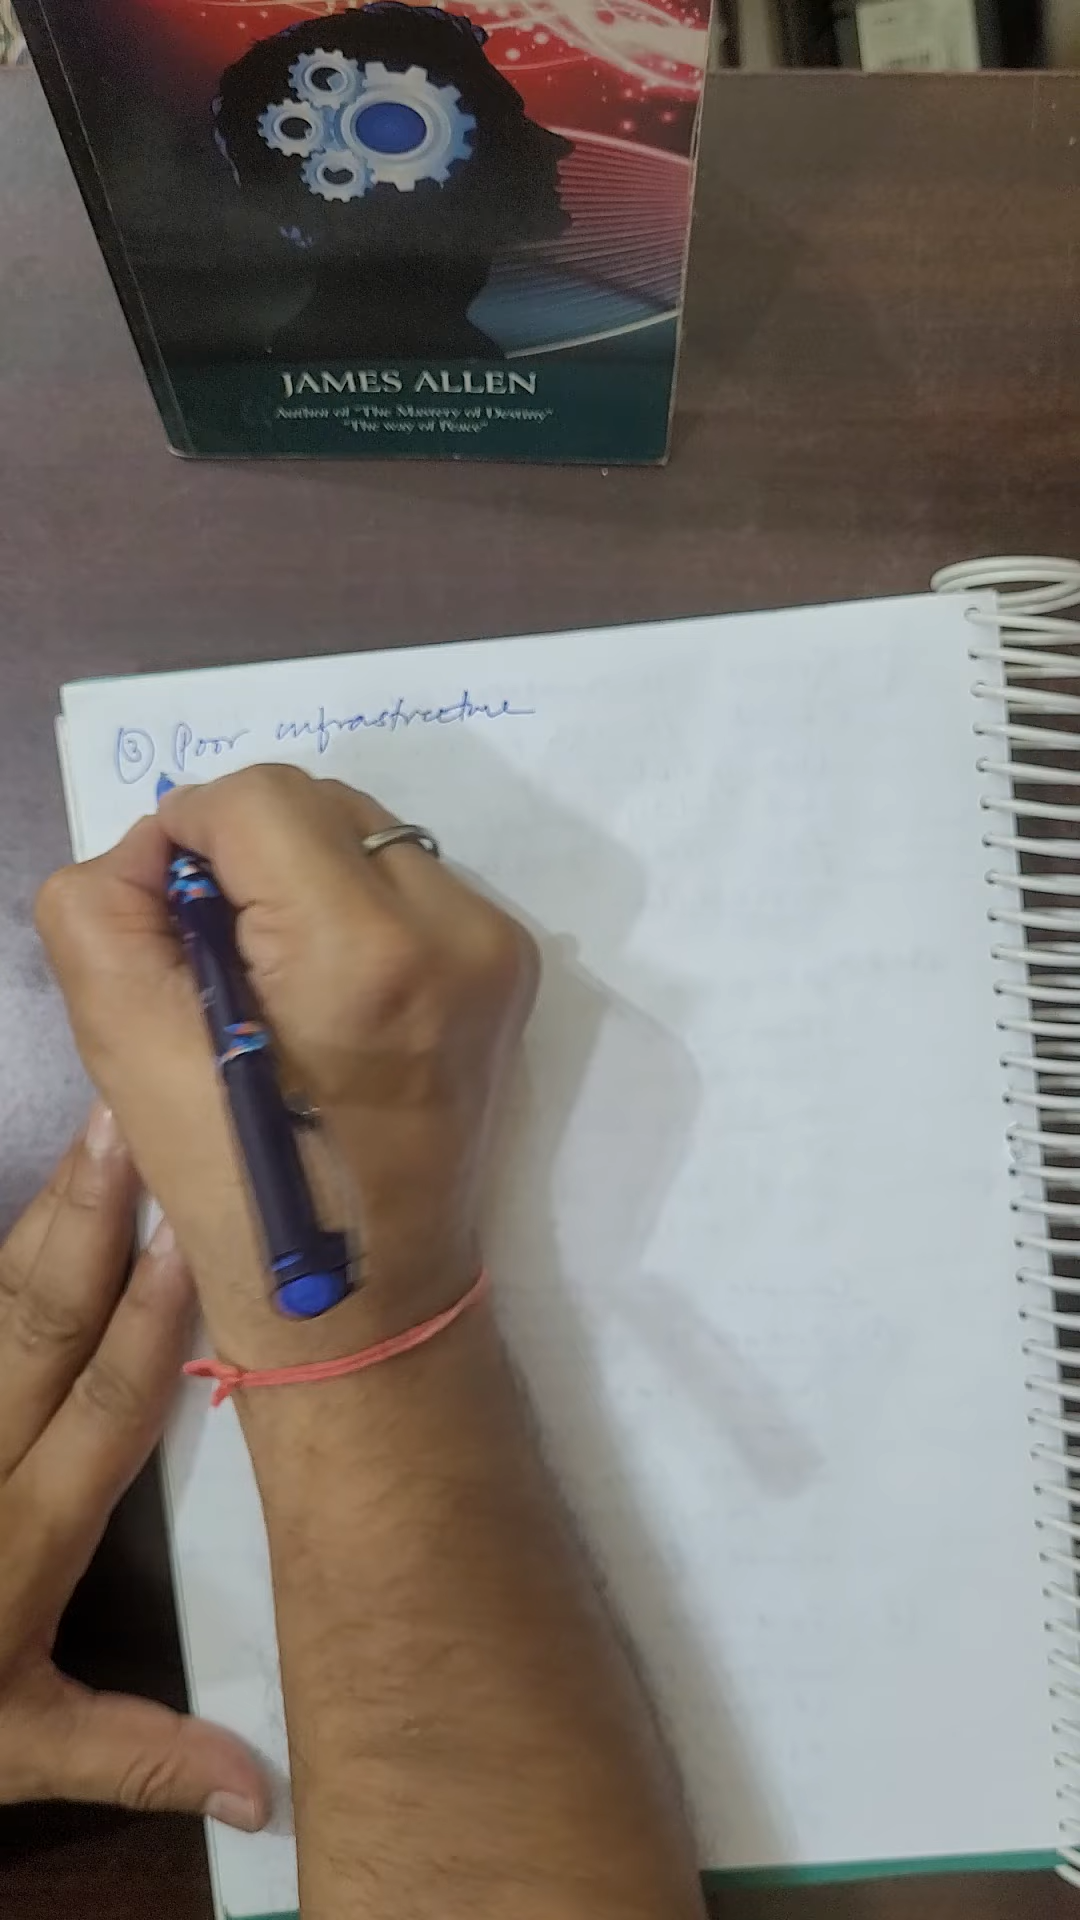 JAMES ALLEN
Author of "The Mastery of Destiny"
"The way of Peace"
③ Poor infrastructure